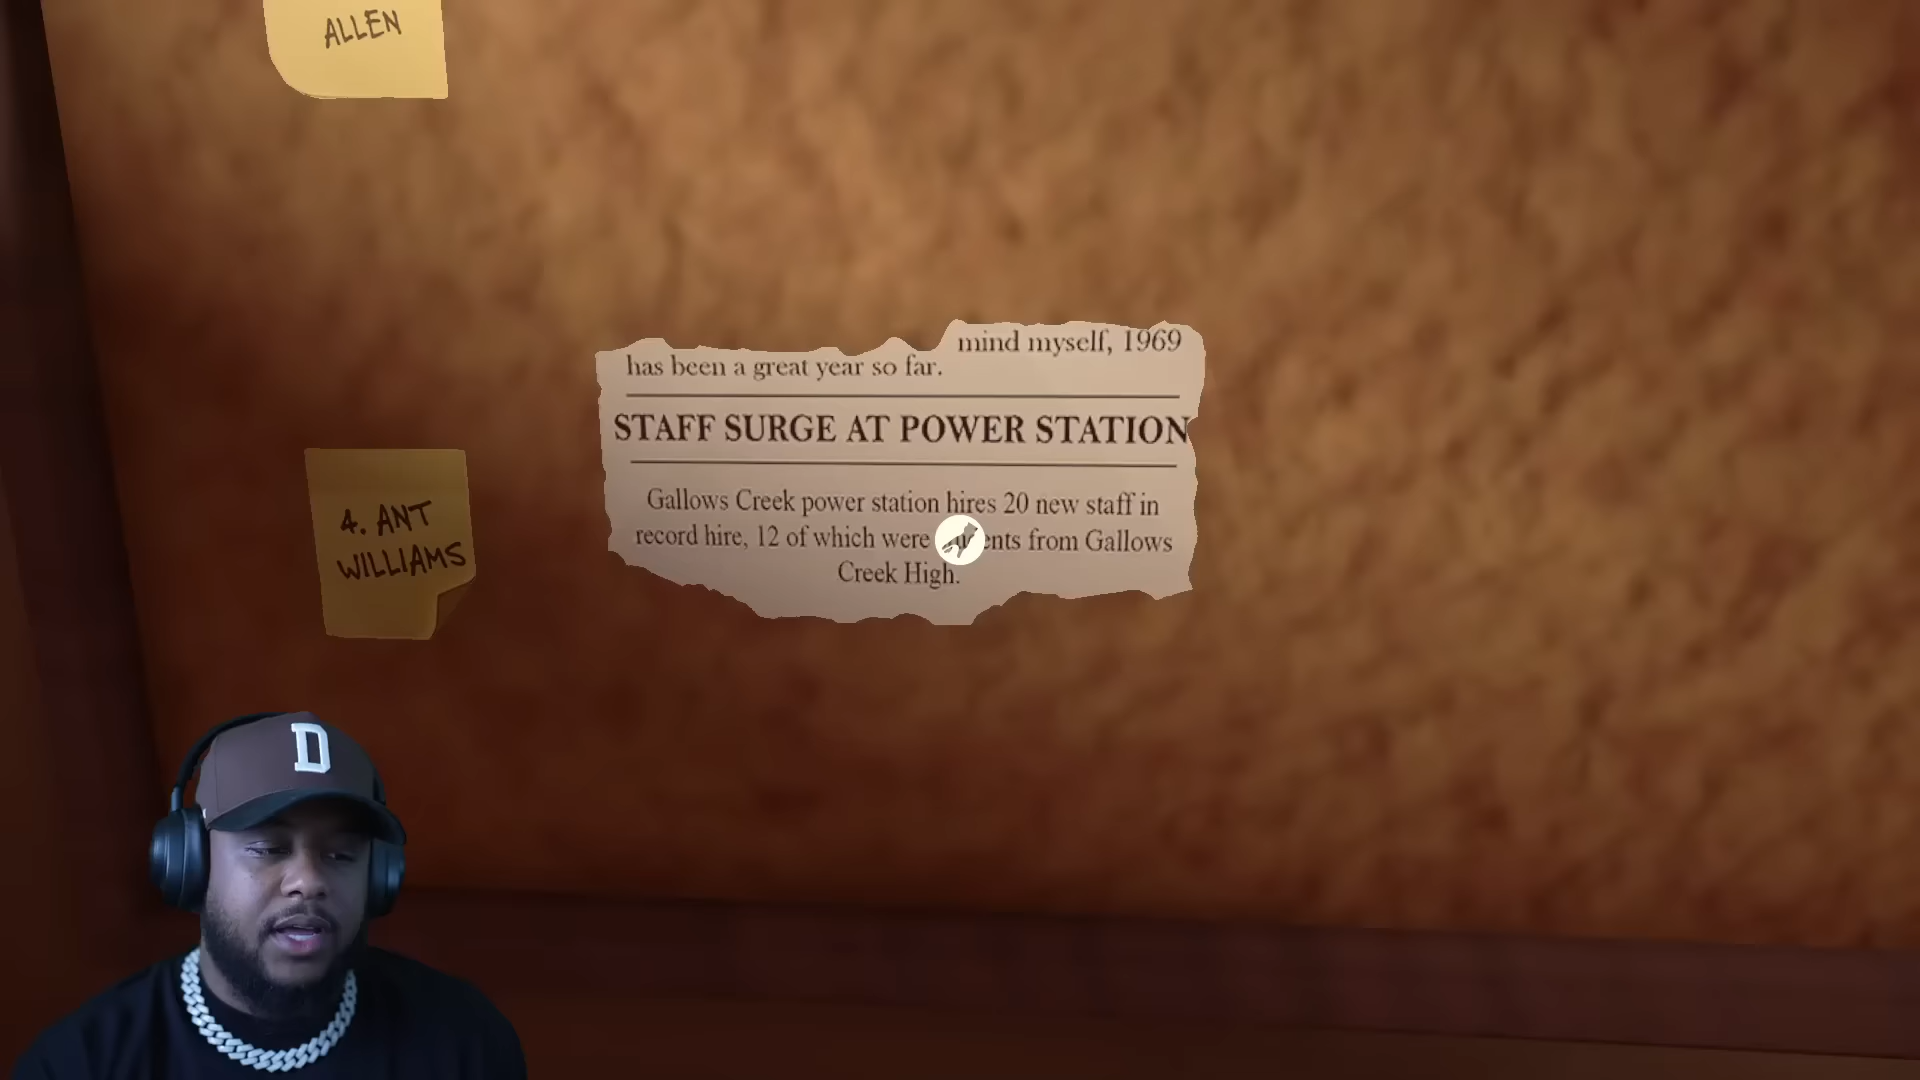 ALLEN
mind myself, 1969
has been a great year so far.
STAFF SURGE AT POWER STATION
Gallows Creek power station hires 20 new staff in
record hire, 12 of which were from Gallows
Creek High.
4. ANT
WILLIAMS
D